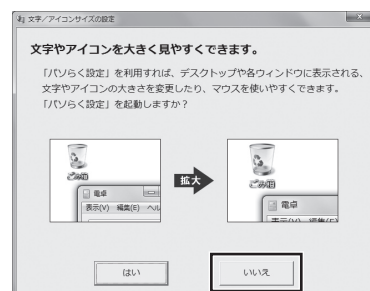 文字／アイコンサイズの設定
文字やアイコンを大きく見やすくできます。
「パソらく設定」を利用すれば、デスクトップや各ウィンドウに表示される、
文字やアイコンの大きさを変更したり、マウスを使いやすくできます。
「パソらく設定」を起動しますか？
ごみ箱
電卓
表示(V) 編集(E) ヘル
拡大
ごみ箱
電卓
表示(V) 編集(E)
はい
いいえ